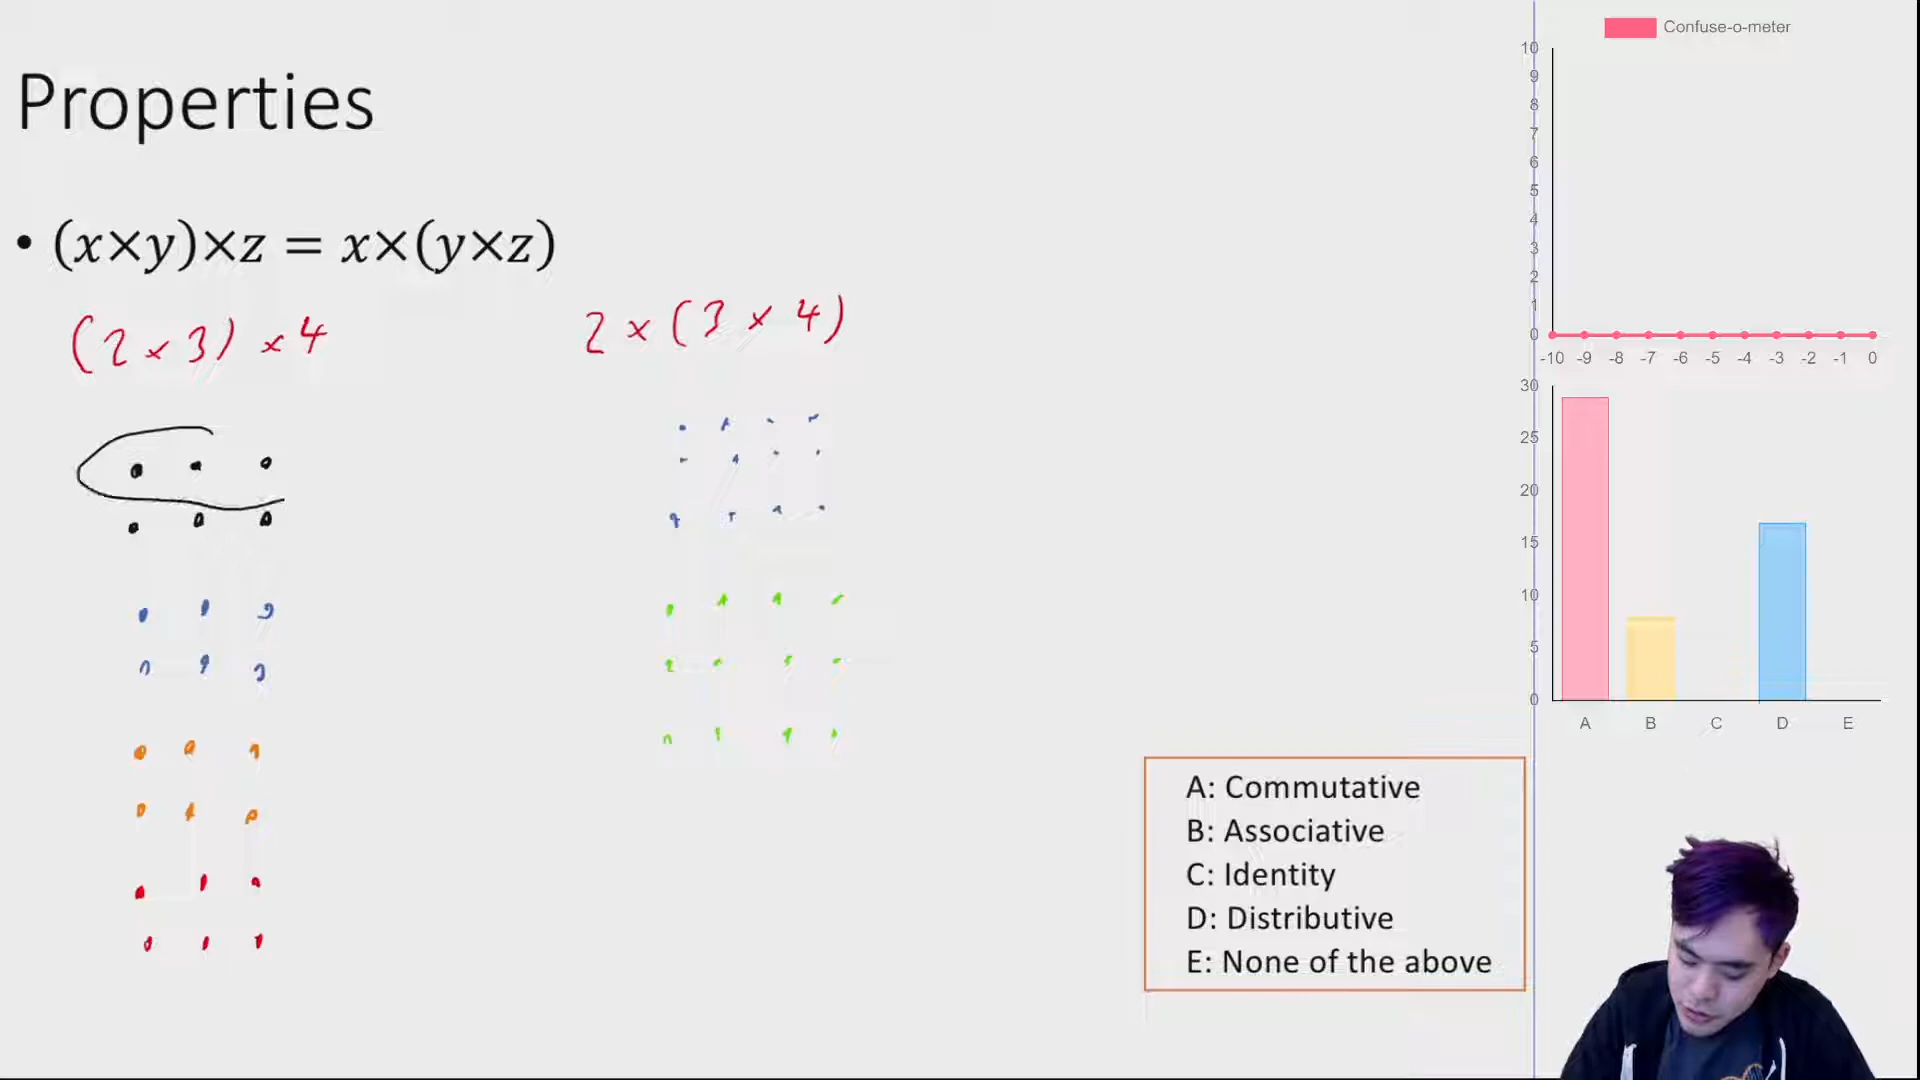 Properties
• (x×y)×z = x×(y×z)
(2 × 3) × 4
2 × (3 × 4)
A: Commutative
B: Associative
C: Identity
D: Distributive
E: None of the above
Confuse-o-meter
10
9
8
7
6
5
4
3
2
1
0
-10 -9 -8 -7 -6 -5 -4 -3 -2 -1 0
30
25
20
15
10
5
0
A B C D E